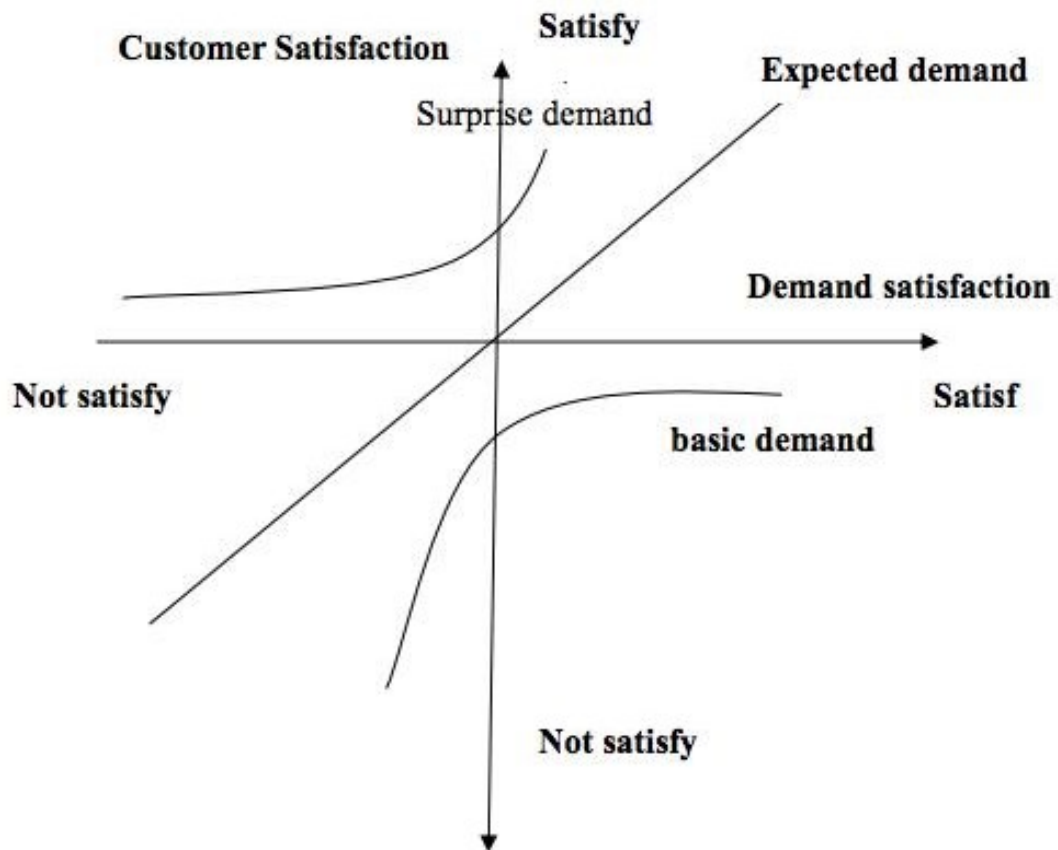 Satisfy
Customer Satisfaction
Expected demand
Surprise demand
Demand satisfaction
Not satisfy
Satisf
basic demand
Not satisfy